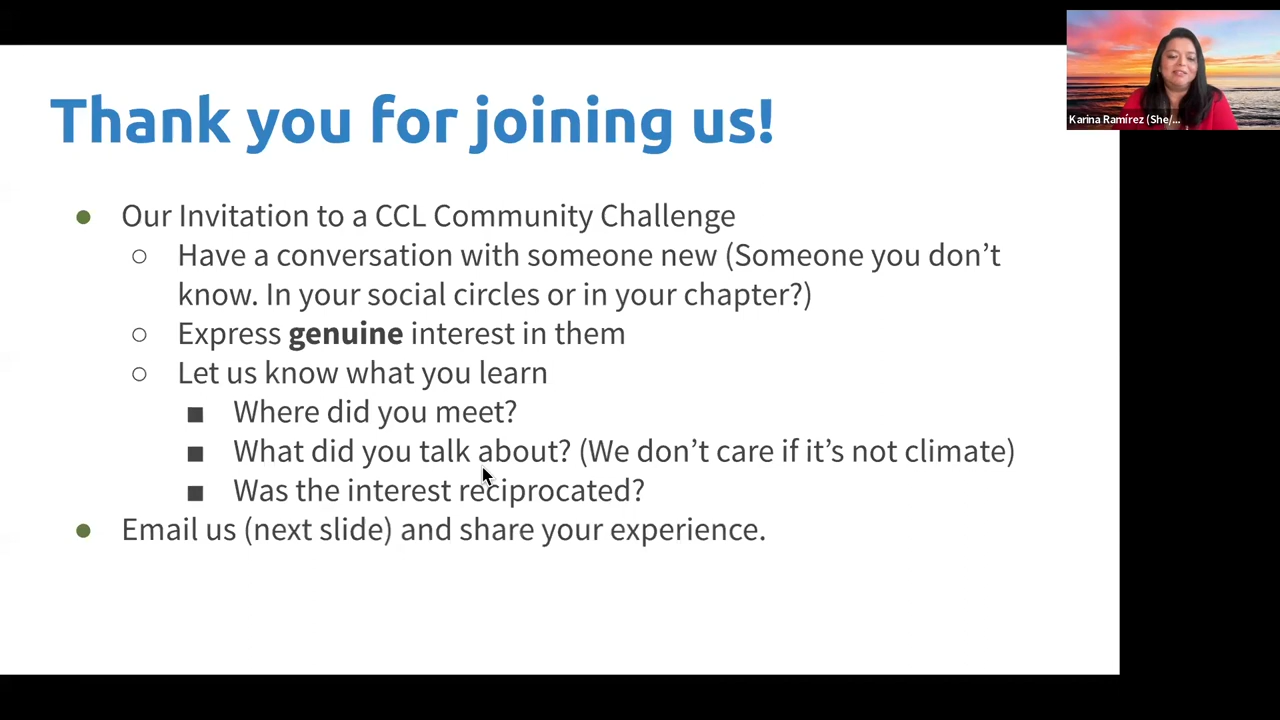 Thank you for joining us!
● Our Invitation to a CCL Community Challenge
○ Have a conversation with someone new (Someone you don’t
know. In your social circles or in your chapter?)
○ Express genuine interest in them
○ Let us know what you learn
■ Where did you meet?
■ What did you talk about? (We don’t care if it’s not climate)
■ Was the interest reciprocated?
● Email us (next slide) and share your experience.
Karina Ramírez (She/...